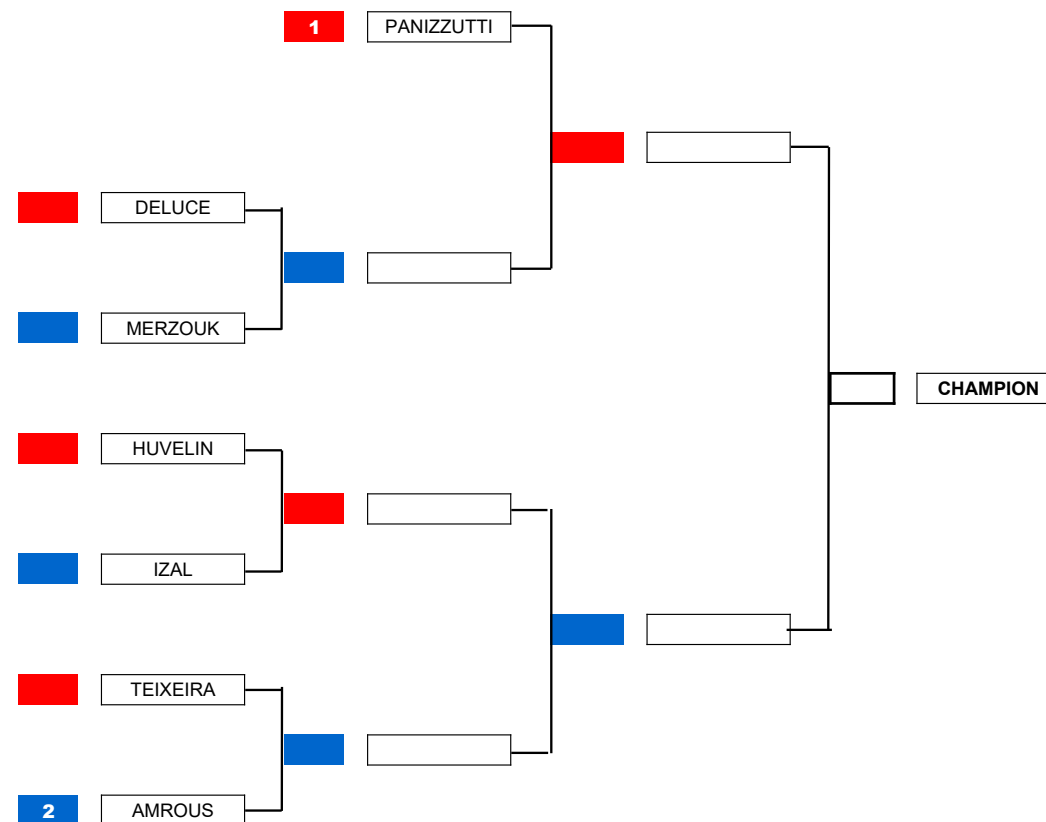 1 PANIZZUTTI
DELUCE
MERZOUK
CHAMPION
HUVELIN
IZAL
TEIXEIRA
2 AMROUS